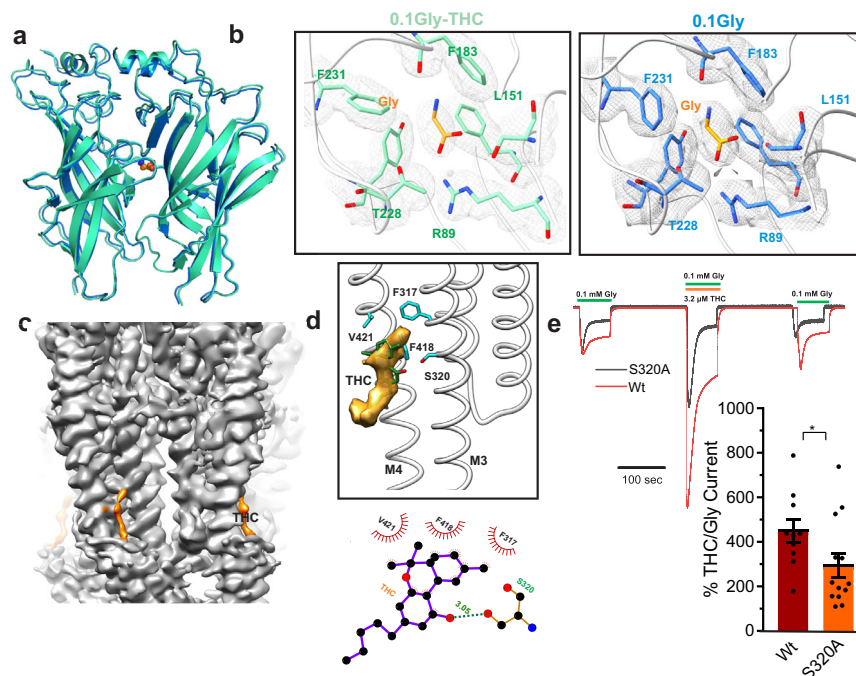 a
b
0.1Gly-THC
F183
F231
Gly
L151
T228
R89
0.1Gly
F183
F231
Gly
L151
T228
R89
c
THC
d
F317
V421
F418
THC
S320
M4
M3
V421
F418
F317
THC
S320
3.05
e
0.1 mM Gly
0.1 mM Gly
3.2 µM THC
0.1 mM Gly
S320A
Wt
100 sec
% THC/Gly Current
1000
800
600
400
200
0
*
Wt
S320A